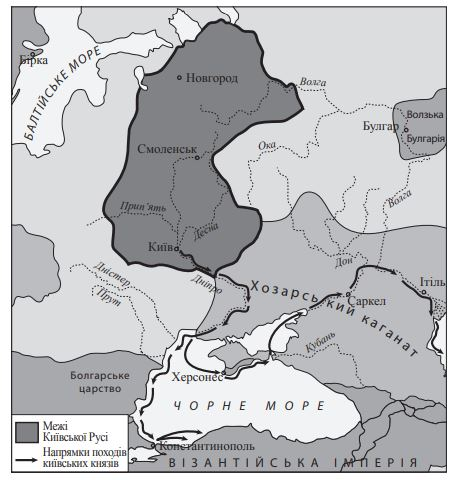 Бірка
БАЛТІЙСЬКЕ МОРЕ
Новгород
Волга
Волзька
Булгарія
Булгар
Ока
Смоленськ
Волга
Прип'ять
Десна
Київ
Дон
Дністер
Дніпро
Прут
Хозарський каганат
Ітіль
Саркел
Кубань
Болгарське
царство
Херсонес
ЧОРНЕ МОРЕ
Межі
Київської Русі
Напрямки походів
київських князів
Константинополь
ВІЗАНТІЙСЬКА ІМПЕРІЯ